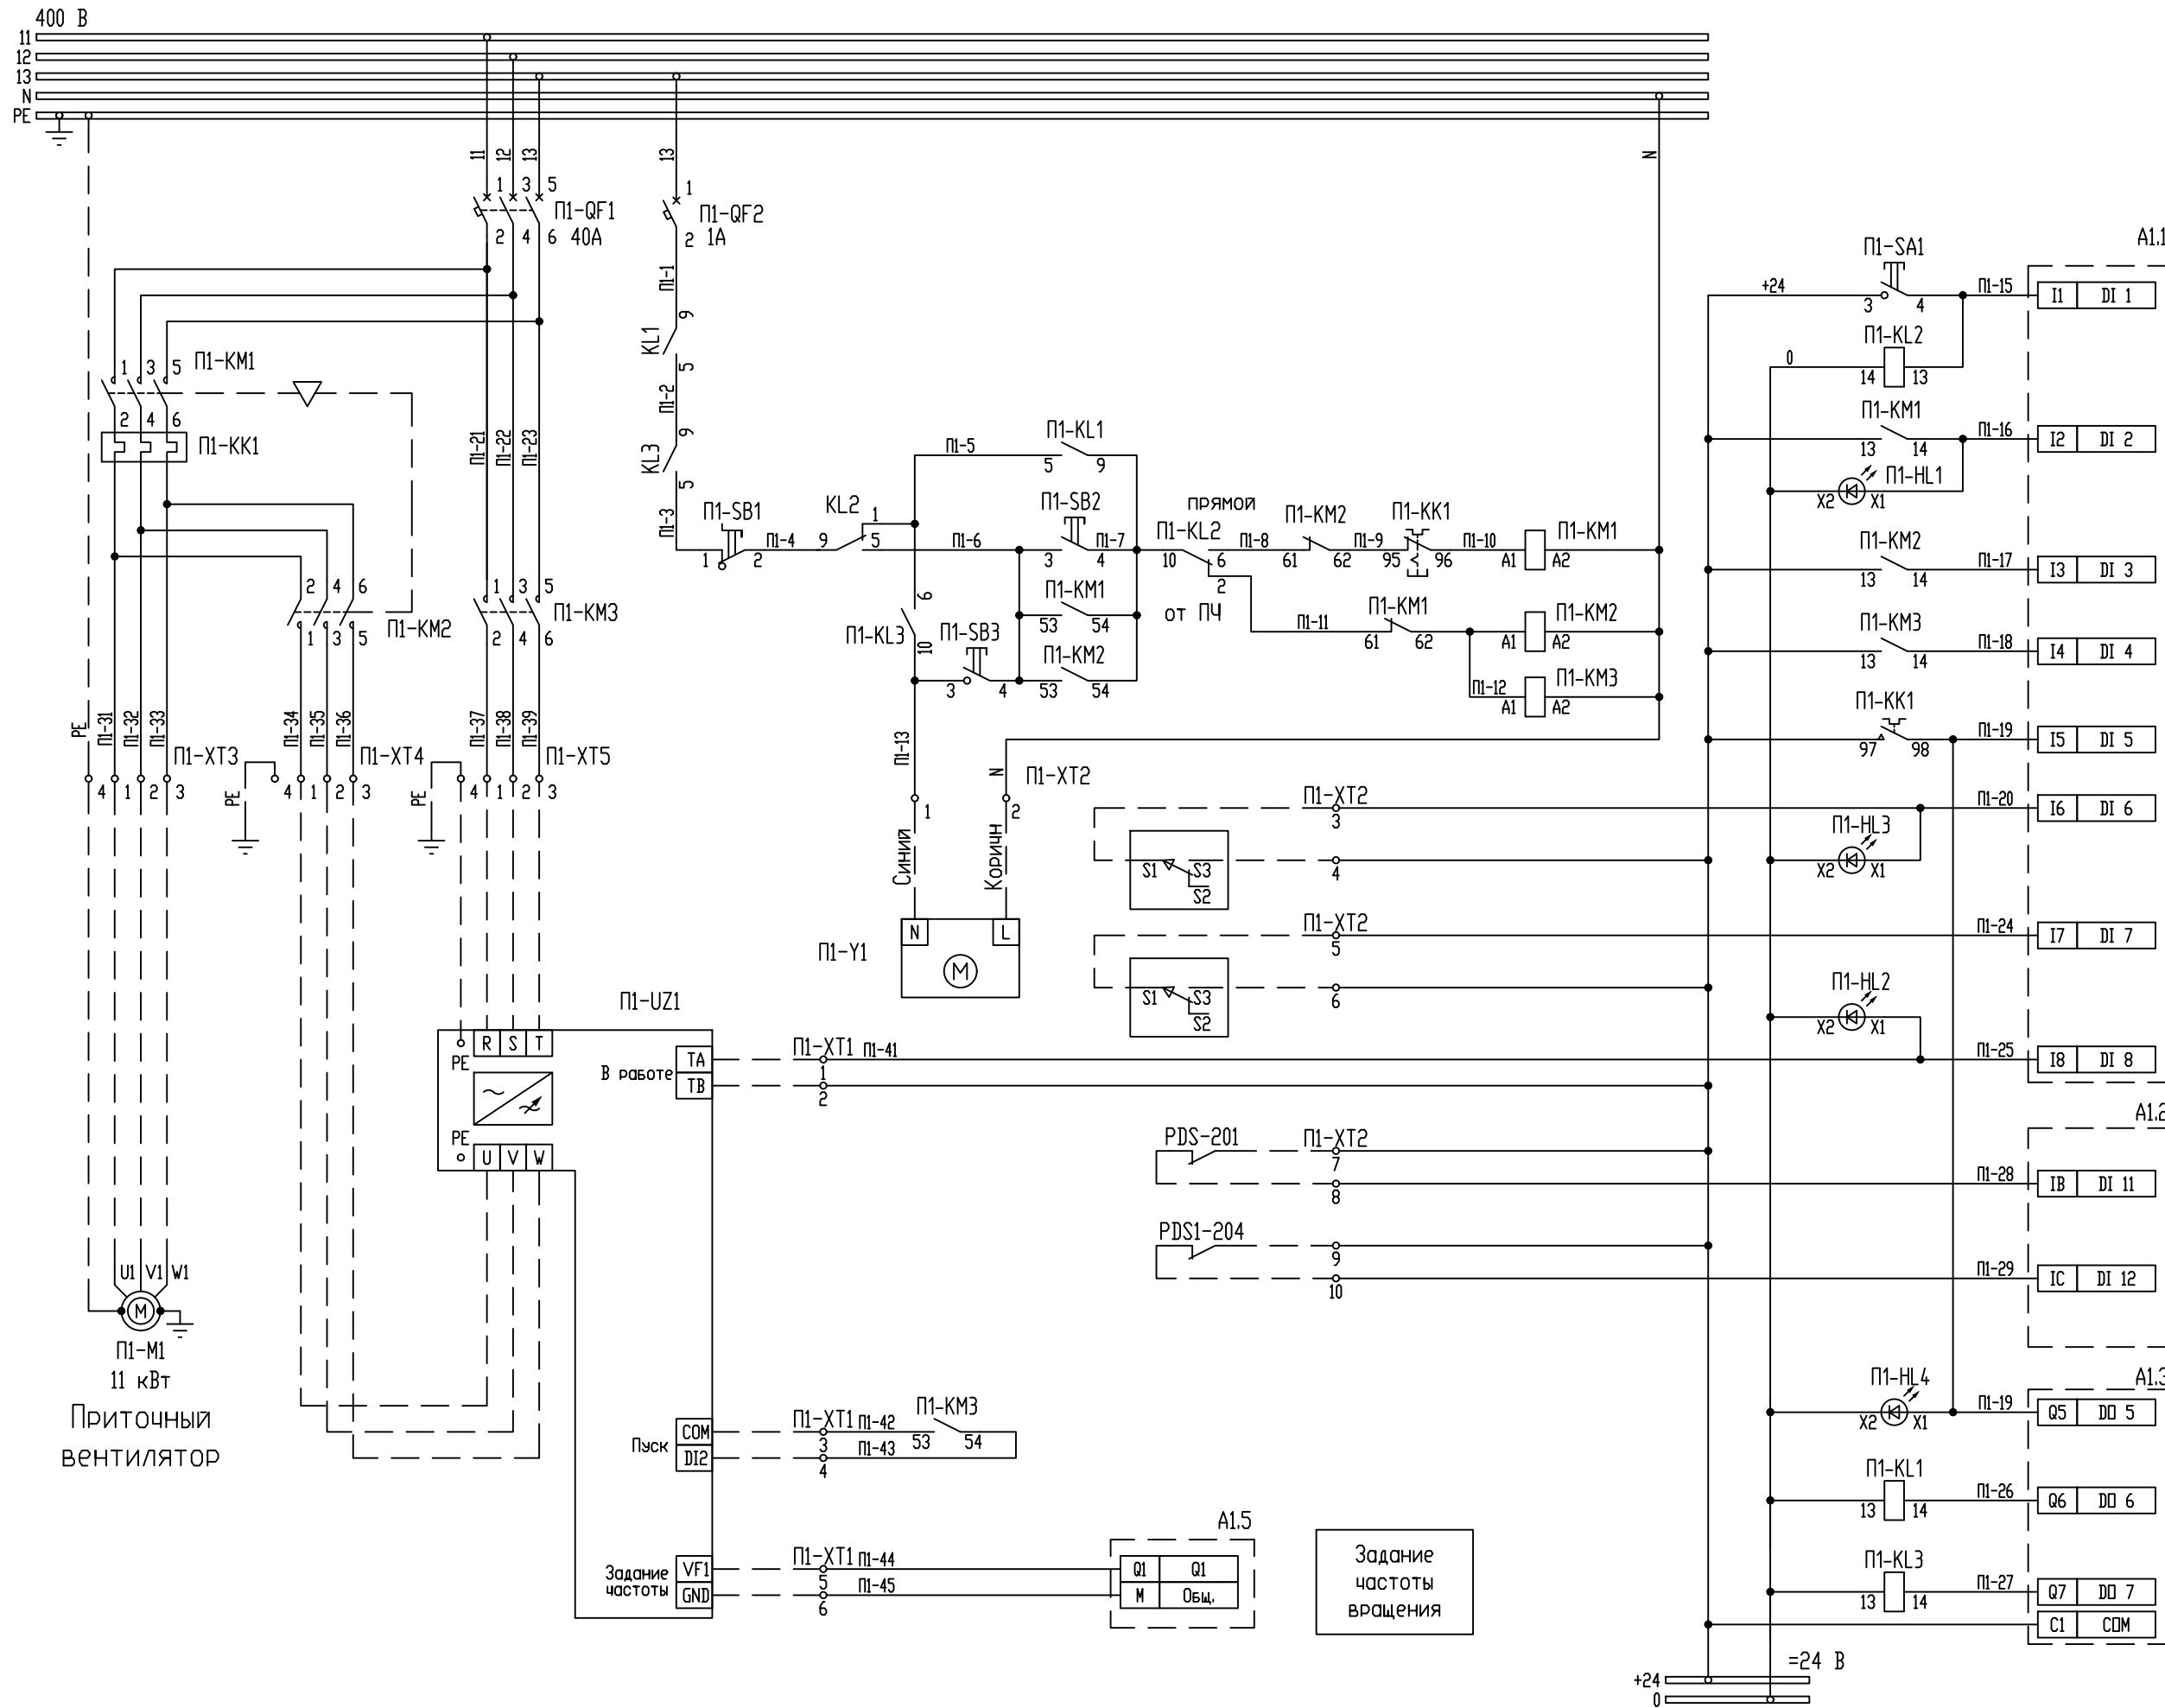 400 В
11
12
13
N
PE
11
12
13
13
N
1 3 5
П1-QF1
2 4 6 40А
1
П1-QF2
2 1А
П1-SA1
А1.1
+24
3 4
П1-15
I1 DI 1
П1-KL2
0
14 13
П1-1
9
KL1
5
П1-2
9
KL3
5
П1-3
1 3 5
П1-KM1
2 4 6
П1-KK1
П1-21
П1-22
П1-23
П1-KM1
13 14
П1-16
I2 DI 2
П1-HL1
X2 X1
П1-SB1
1 2
П1-4
KL2
9 1 5
П1-5
П1-KL1
5 9
П1-6
П1-SB2
3 4
П1-7
прямой
П1-KL2
10 6 2
от ПЧ
П1-8
П1-KM2
61 62
П1-9
П1-KK1
95 96
П1-10
П1-KM1
A1 A2
П1-KM2
13 14
П1-17
I3 DI 3
2 4 6
П1-KM2
1 3 5
1 3 5
П1-KM3
2 4 6
6
П1-KL3
10
П1-SB3
3 4
П1-KM1
53 54
П1-KM2
53 54
П1-11
П1-KM1
61 62
П1-KM2
A1 A2
П1-12
П1-KM3
A1 A2
П1-KM3
13 14
П1-18
I4 DI 4
PE
П1-31
П1-32
П1-33
П1-34
П1-35
П1-36
П1-37
П1-38
П1-39
П1-XT3
П1-XT4
П1-XT5
4 1 2 3
PE
4 1 2 3
PE
4 1 2 3
П1-13
N
П1-XT2
1 2
Синий
Коричн
П1-KK1
97 98
П1-19
I5 DI 5
П1-XT2
3
4
S1 S3
S2
П1-20
I6 DI 6
П1-HL3
X2 X1
N L
П1-Y1
M
П1-XT2
5
6
S1 S3
S2
П1-24
I7 DI 7
П1-HL2
X2 X1
П1-UZ1
PE R S T
В работе
TA
TB
П1-XT1 П1-41
1
2
П1-25
I8 DI 8
PE
U V W
А1.2
PDS-201
П1-XT2
7
8
П1-28
IB DI 11
PDS1-204
9
10
П1-29
IC DI 12
U1 V1 W1
M
П1-M1
11 кВт
Приточный
вентилятор
А1.3
П1-HL4
X2 X1
П1-19
Q5 DO 5
Пуск
COM
DI2
П1-XT1 П1-42
3
П1-43
4
П1-KM3
53 54
П1-KL1
13 14
П1-26
Q6 DO 6
Задание
частоты
VF1
GND
П1-XT1 П1-44
5
П1-45
6
А1.5
Q1 Q1
M Общ.
Задание
частоты
вращения
П1-KL3
13 14
П1-27
Q7 DO 7
C1 COM
=24 В
+24
0